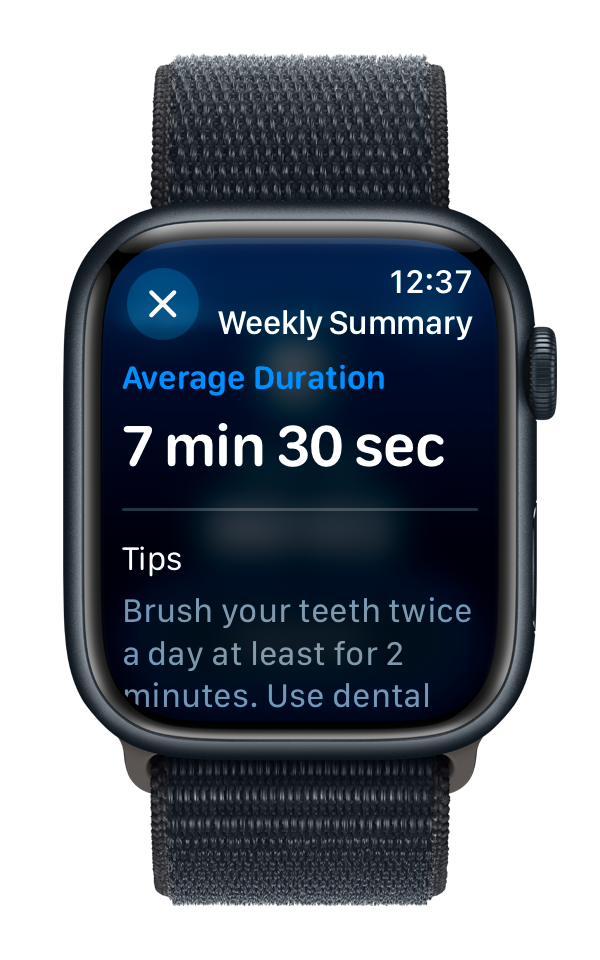 12:37
Weekly Summary
Average Duration
7 min 30 sec
Tips
Brush your teeth twice
a day at least for 2
minutes. Use dental